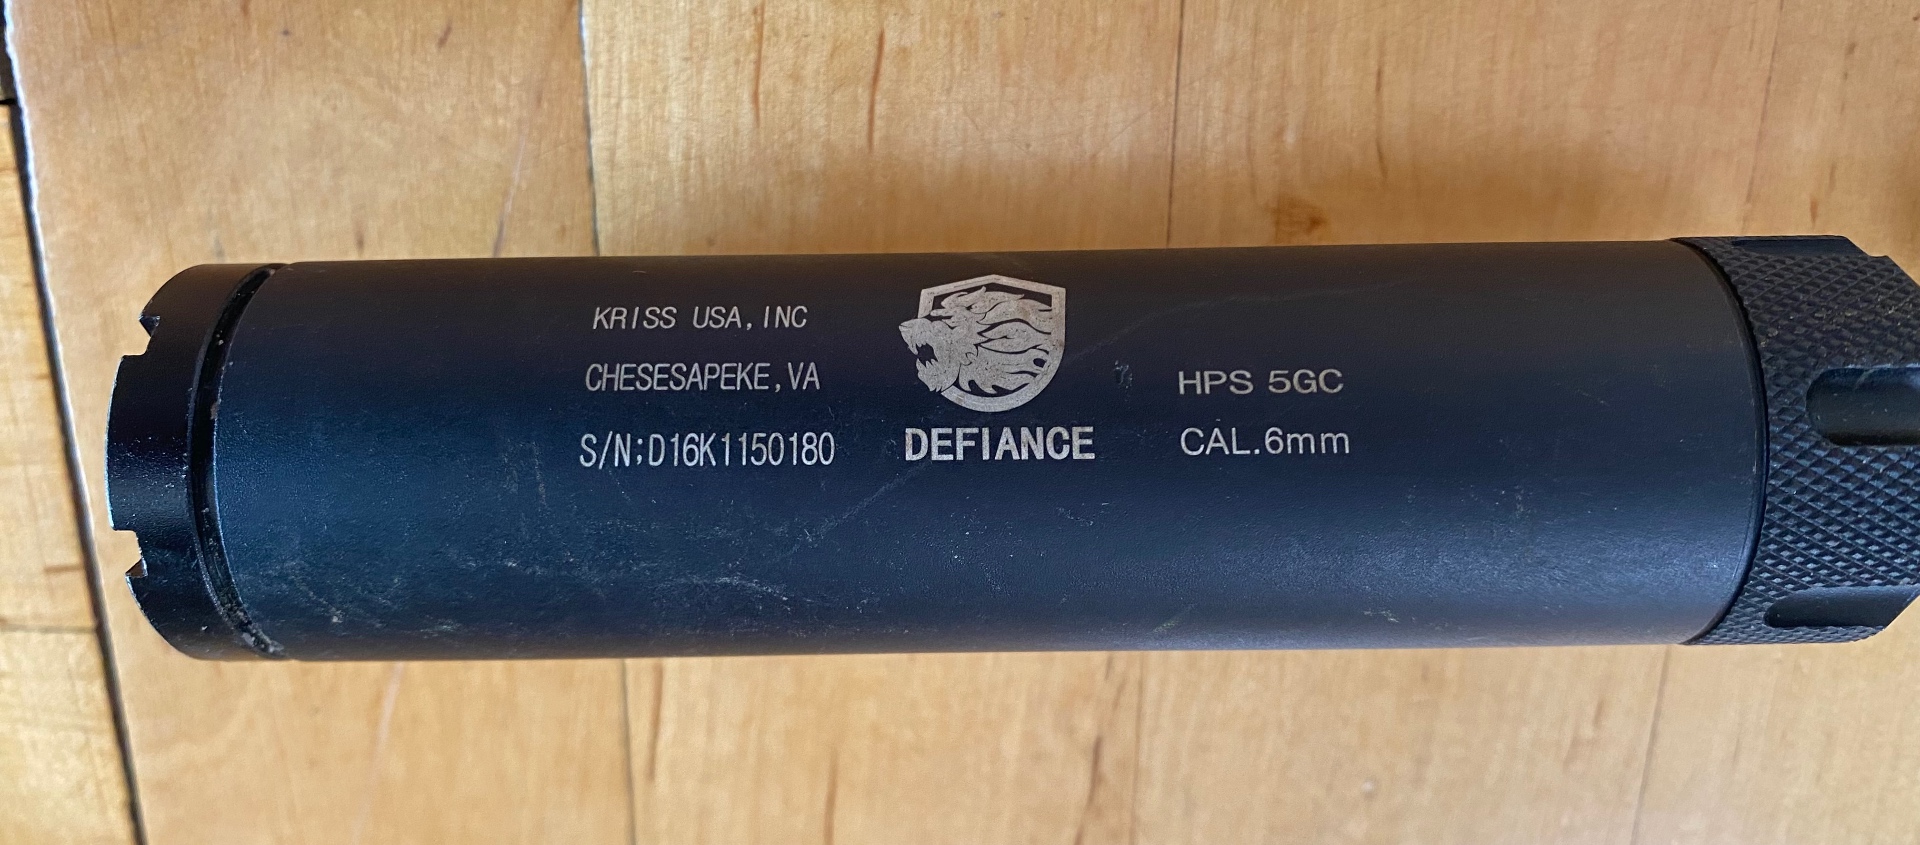 KRISS USA, INC
CHESESAPEKE, VA
S/N;D16K1150180
DEFIANCE
HPS 5GC
CAL.6mm